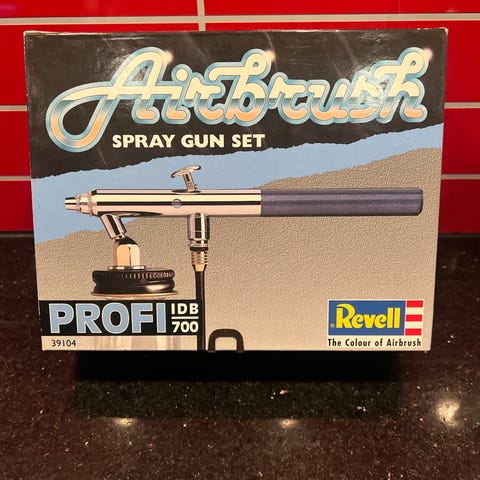 Airbrush
SPRAY GUN SET
PROFI IDB
700
39104
Revell
The Colour of Airbrush